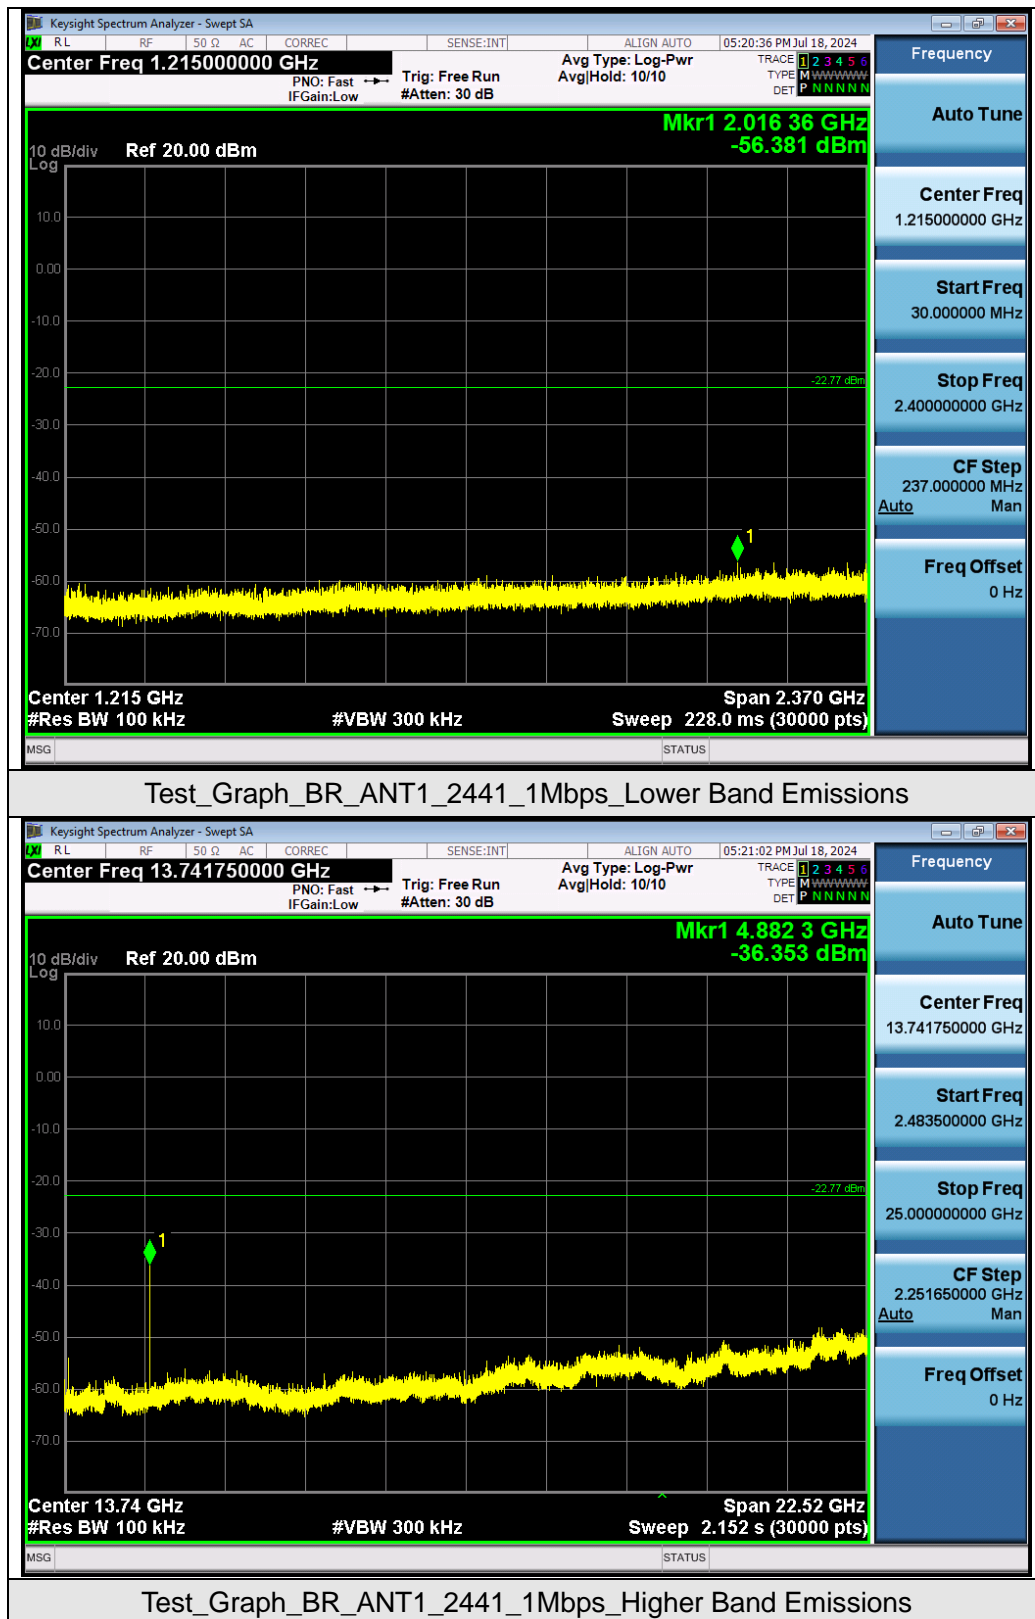 Keysight Spectrum Analyzer - Swept SA
LXI RL RF 50 Ω AC CORREC SENSE:INT ALIGN AUTO 05:20:36 PM Jul 18, 2024
Center Freq 1.215000000 GHz
PNO: Fast
IFGain:Low
Trig: Free Run
#Atten: 30 dB
Avg Type: Log-Pwr
Avg|Hold: 10/10
TRACE 1 2 3 4 5 6
TYPE M WWWWW
DET P N N N N N
Frequency
Mkr1 2.016 36 GHz
-56.381 dBm
10 dB/div
Log
Ref 20.00 dBm
10.0
0.00
-10.0
-20.0
-22.77 dBm
-30.0
-40.0
-50.0
1
-60.0
-70.0
Center 1.215 GHz
Span 2.370 GHz
#Res BW 100 kHz
#VBW 300 kHz
Sweep 228.0 ms (30000 pts)
MSG
STATUS
Auto Tune
Center Freq
1.215000000 GHz
Start Freq
30.000000 MHz
Stop Freq
2.400000000 GHz
CF Step
237.000000 MHz
Auto Man
Freq Offset
0 Hz
Test_Graph_BR_ANT1_2441_1Mbps_Lower Band Emissions
Keysight Spectrum Analyzer - Swept SA
LXI RL RF 50 Ω AC CORREC SENSE:INT ALIGN AUTO 05:21:02 PM Jul 18, 2024
Center Freq 13.741750000 GHz
PNO: Fast
IFGain:Low
Trig: Free Run
#Atten: 30 dB
Avg Type: Log-Pwr
Avg|Hold: 10/10
TRACE 1 2 3 4 5 6
TYPE M WWWWW
DET P N N N N N
Frequency
Mkr1 4.882 3 GHz
-36.353 dBm
10 dB/div
Log
Ref 20.00 dBm
10.0
0.00
-10.0
-20.0
-22.77 dBm
-30.0
1
-40.0
-50.0
-60.0
-70.0
Center 13.74 GHz
Span 22.52 GHz
#Res BW 100 kHz
#VBW 300 kHz
Sweep 2.152 s (30000 pts)
MSG
STATUS
Auto Tune
Center Freq
13.741750000 GHz
Start Freq
2.483500000 GHz
Stop Freq
25.000000000 GHz
CF Step
2.251650000 GHz
Auto Man
Freq Offset
0 Hz
Test_Graph_BR_ANT1_2441_1Mbps_Higher Band Emissions